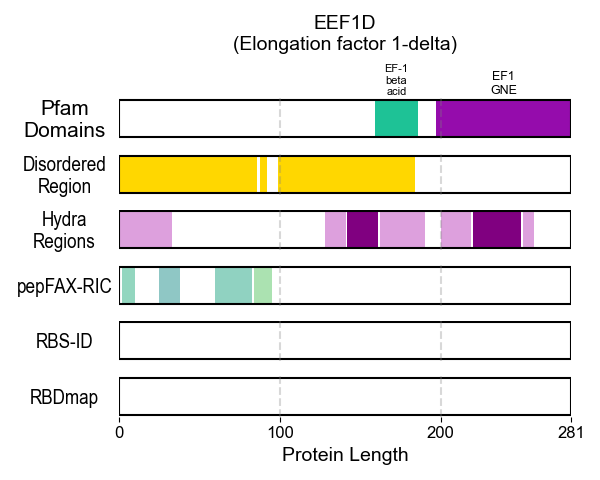 EEF1D
(Elongation factor 1-delta)
EF-1
beta
acid
EF1
GNE
Pfam
Domains
Disordered
Region
Hydra
Regions
pepFAX-RIC
RBS-ID
RBDmap
0
100
200
281
Protein Length